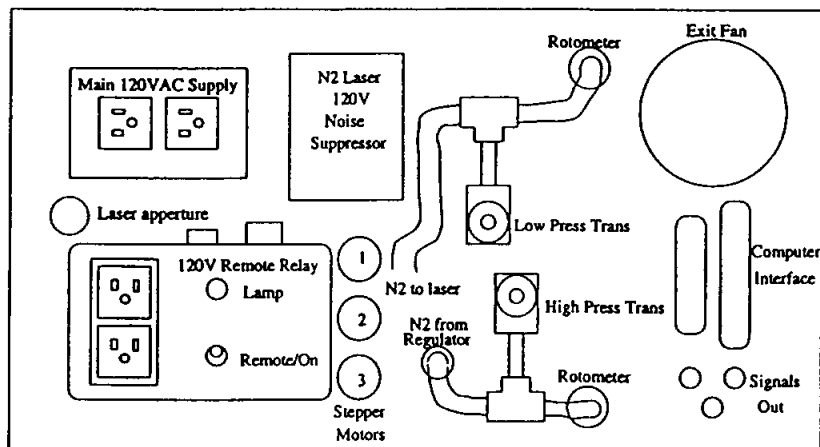 Main 120VAC Supply
N2 Laser
120V
Noise
Suppressor
Rotometer
Exit Fan
Laser apperture
Low Press Trans
120V Remote Relay
Lamp
Remote/On
1
2
3
Stepper
Motors
N2 to laser
N2 from
Regulator
High Press Trans
Rotometer
Computer
Interface
Signals
Out